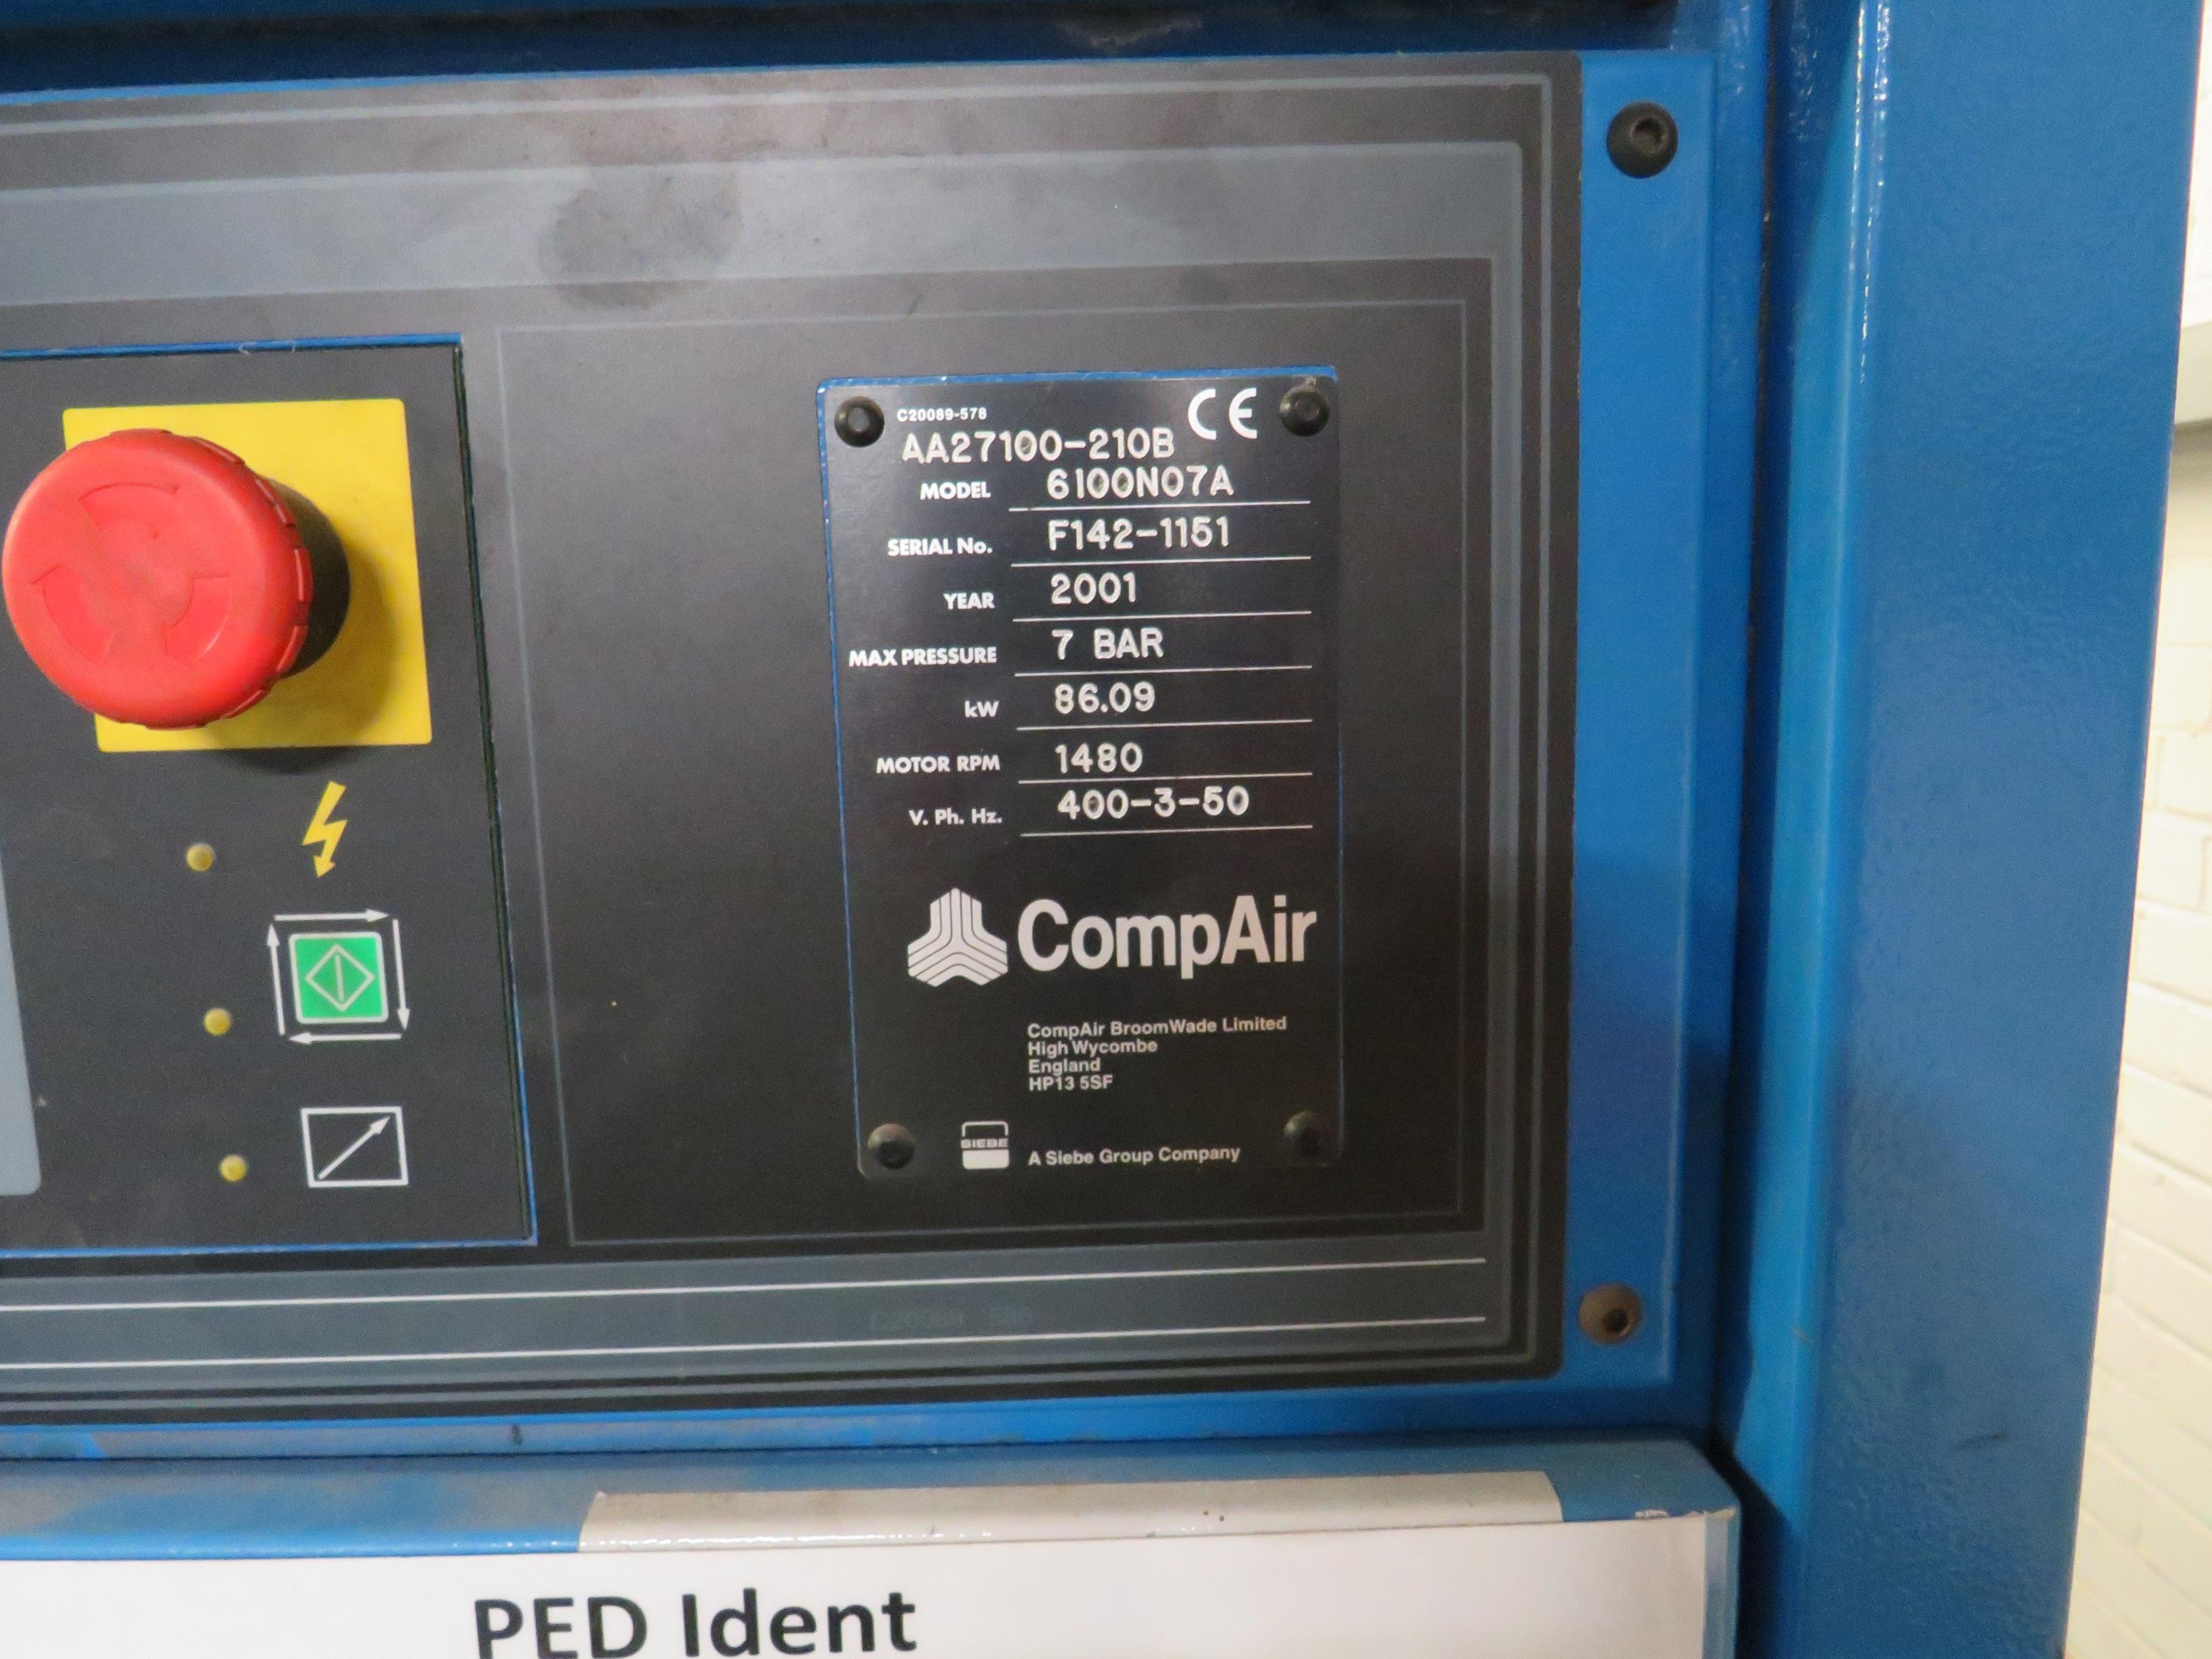 C20089-578
CE
AA27100-210B
MODEL 6100N07A
SERIAL No. F142-1151
YEAR 2001
MAX PRESSURE 7 BAR
kW 86.09
MOTOR RPM 1480
V. Ph. Hz. 400-3-50
CompAir
CompAir BroomWade Limited
High Wycombe
England
HP13 5SF
SIEBE
A Siebe Group Company
PED Ident